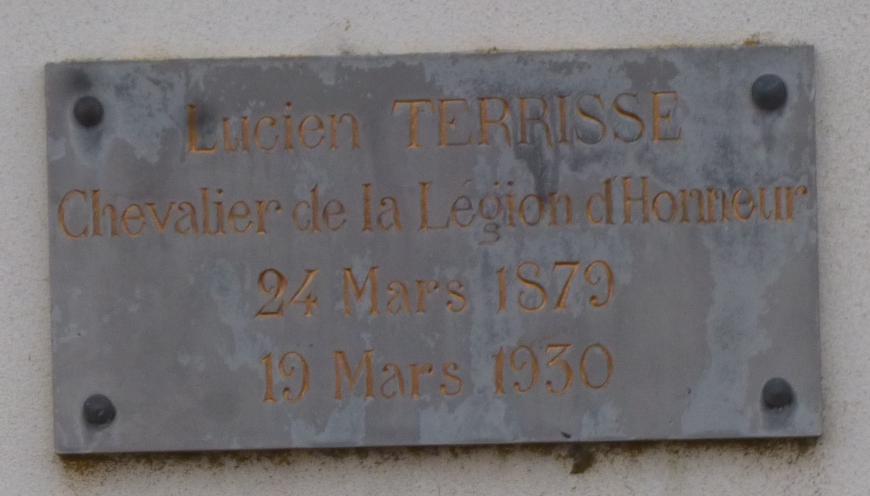 Lucien TERRISSE
Chevalier de la Légion d'Honneur
24 Mars 1879
19 Mars 1930